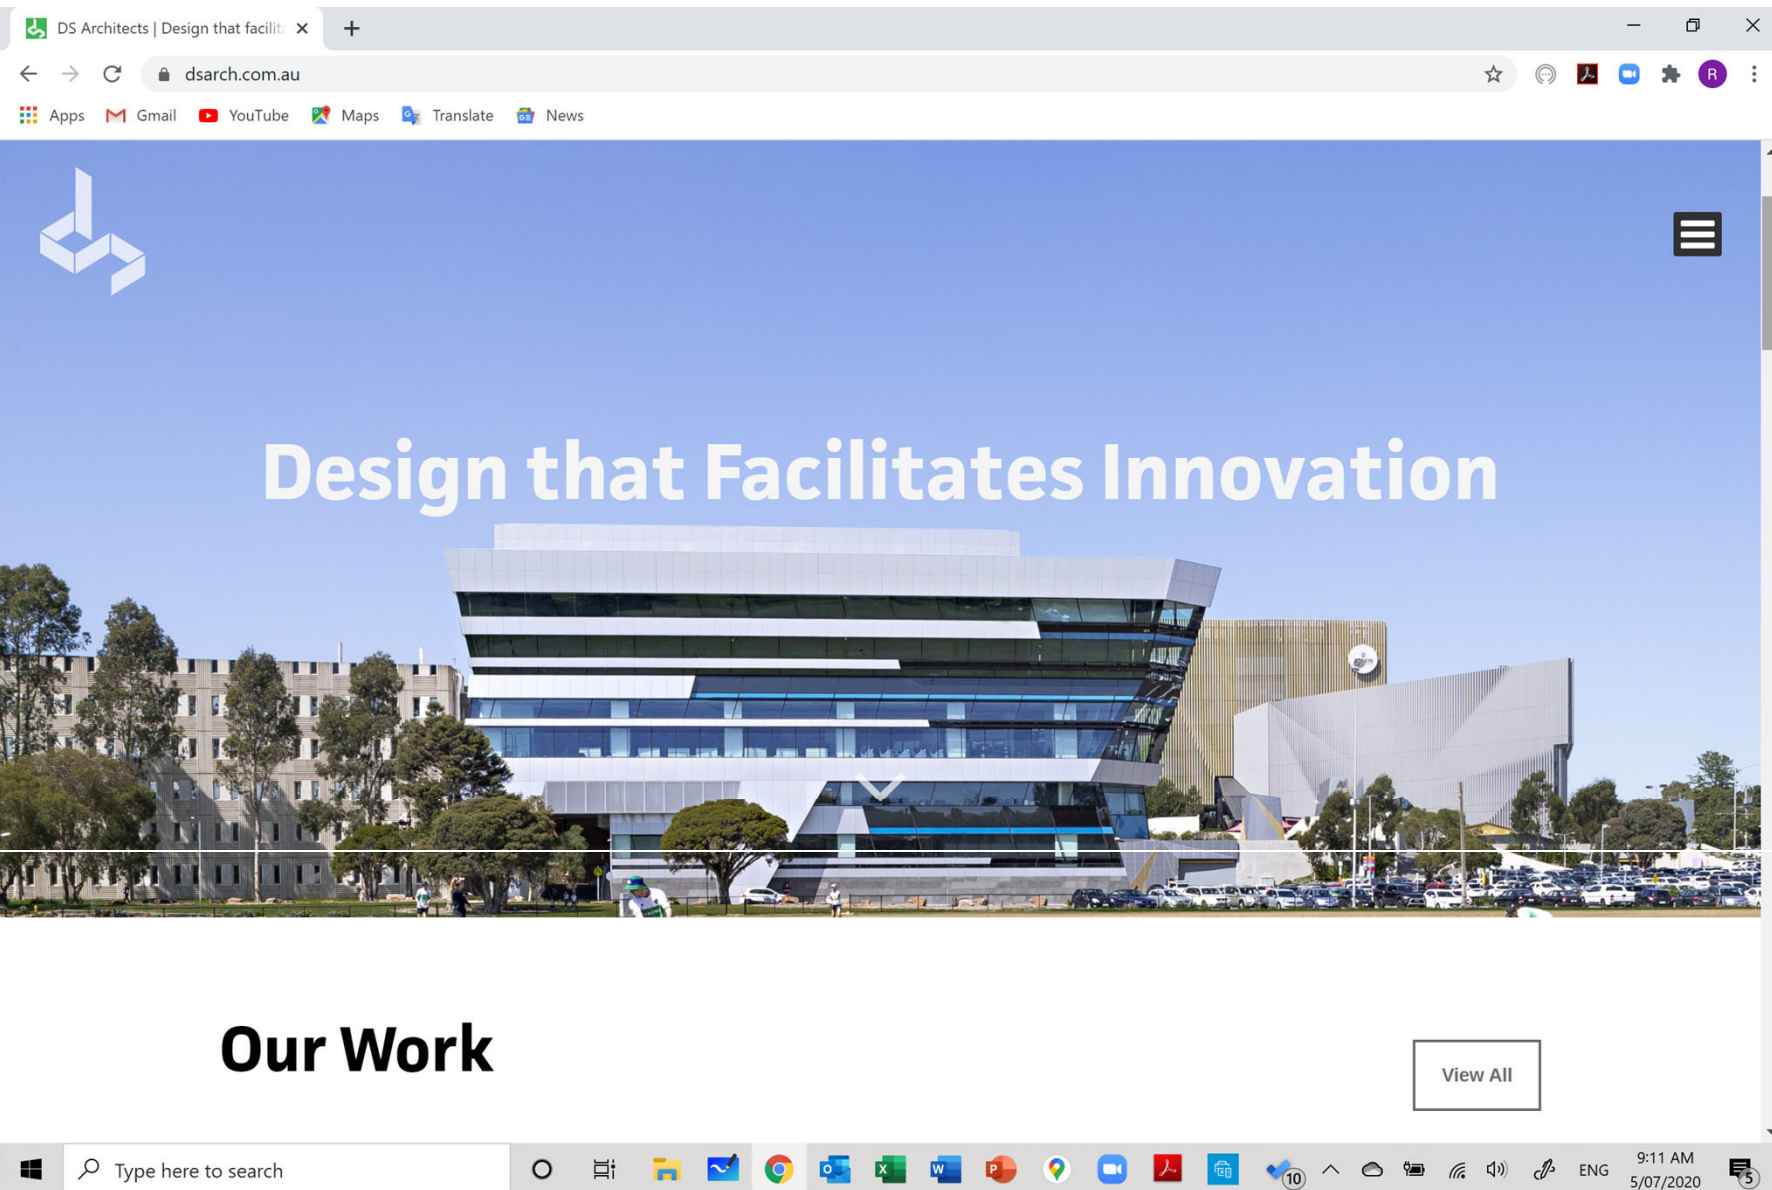 DS Architects | Design that facilit
dsarch.com.au
R
Apps Gmail YouTube Maps Translate News
Design that Facilitates Innovation
Our Work
View All
Type here to search
10
ENG
9:11 AM
5/07/2020
5